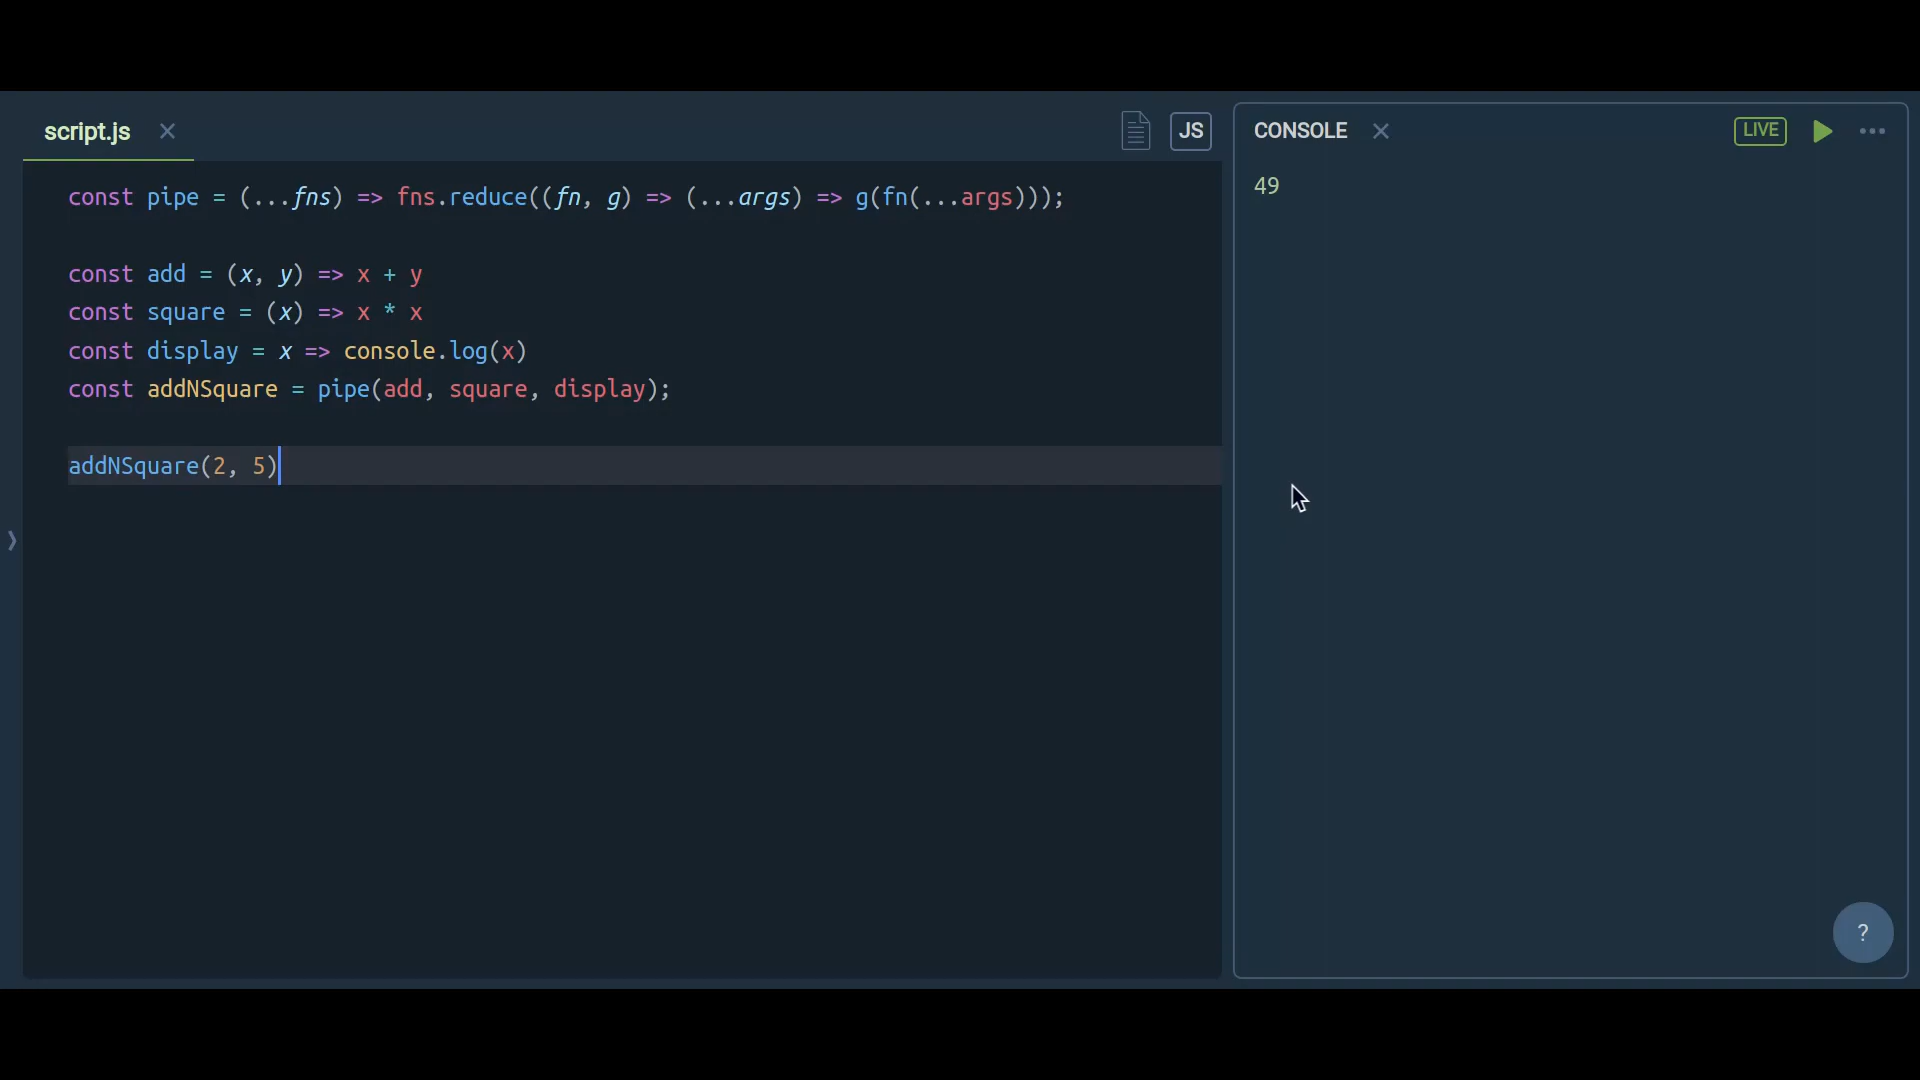 script.js
JS
const pipe = (...fns) => fns.reduce((fn, g) => (...args) => g(fn(...args)));
const add = (x, y) => x + y
const square = (x) => x * x
const display = x => console.log(x)
const addNSquare = pipe(add, square, display);
addNSquare(2, 5)
CONSOLE
LIVE
49
?